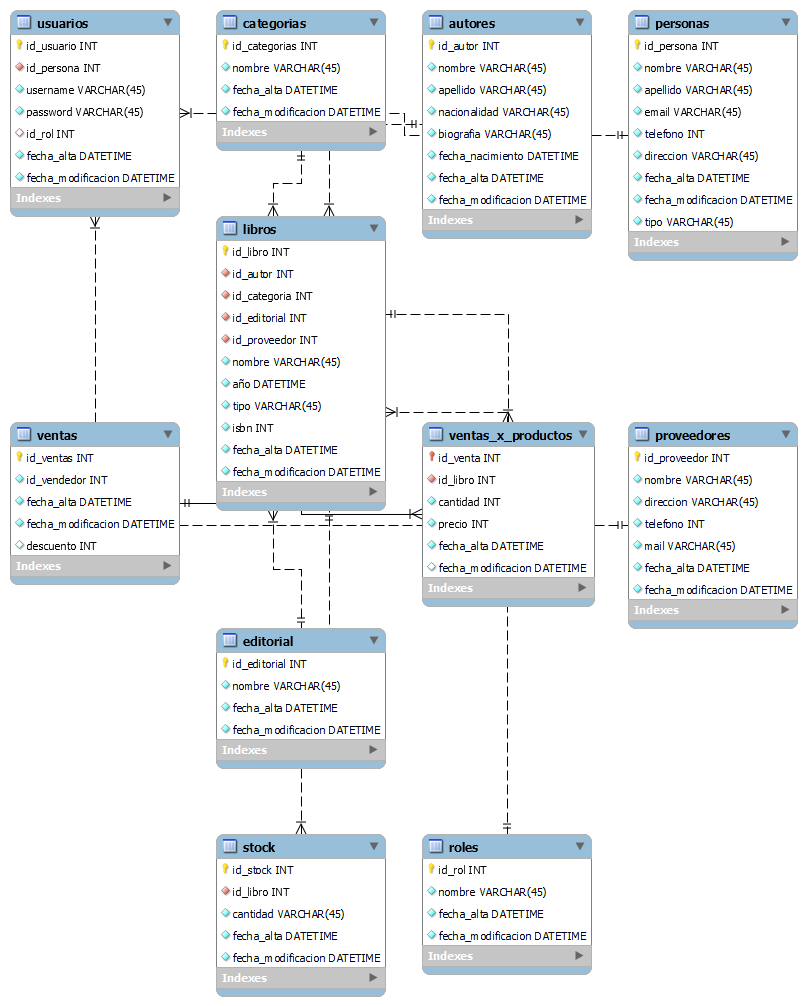 usuarios
id_usuario INT
id_persona INT
username VARCHAR(45)
password VARCHAR(45)
id_rol INT
fecha_alta DATETIME
fecha_modificacion DATETIME
Indexes
categorias
id_categorias INT
nombre VARCHAR(45)
fecha_alta DATETIME
fecha_modificacion DATETIME
Indexes
autores
id_autor INT
nombre VARCHAR(45)
apellido VARCHAR(45)
nacionalidad VARCHAR(45)
biografia VARCHAR(45)
fecha_nacimiento DATETIME
fecha_alta DATETIME
fecha_modificacion DATETIME
Indexes
personas
id_persona INT
nombre VARCHAR(45)
apellido VARCHAR(45)
email VARCHAR(45)
telefono INT
direccion VARCHAR(45)
fecha_alta DATETIME
fecha_modificacion DATETIME
tipo VARCHAR(45)
Indexes
libros
id_libro INT
id_autor INT
id_categoria INT
id_editorial INT
id_proveedor INT
nombre VARCHAR(45)
año DATETIME
tipo VARCHAR(45)
isbn INT
fecha_alta DATETIME
fecha_modificacion DATETIME
Indexes
ventas
id_ventas INT
id_vendedor INT
fecha_alta DATETIME
fecha_modificacion DATETIME
descuento INT
Indexes
ventas_x_productos
id_venta INT
id_libro INT
cantidad INT
precio INT
fecha_alta DATETIME
fecha_modificacion DATETIME
Indexes
proveedores
id_proveedor INT
nombre VARCHAR(45)
direccion VARCHAR(45)
telefono INT
mail VARCHAR(45)
fecha_alta DATETIME
fecha_modificacion DATETIME
Indexes
editorial
id_editorial INT
nombre VARCHAR(45)
fecha_alta DATETIME
fecha_modificacion DATETIME
Indexes
stock
id_stock INT
id_libro INT
cantidad VARCHAR(45)
fecha_alta DATETIME
fecha_modificacion DATETIME
Indexes
roles
id_rol INT
nombre VARCHAR(45)
fecha_alta DATETIME
fecha_modificacion DATETIME
Indexes